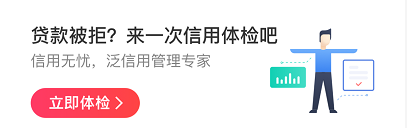 贷款被拒？来一次信用体检吧
信用无忧，泛信用管理专家
立即体检 >